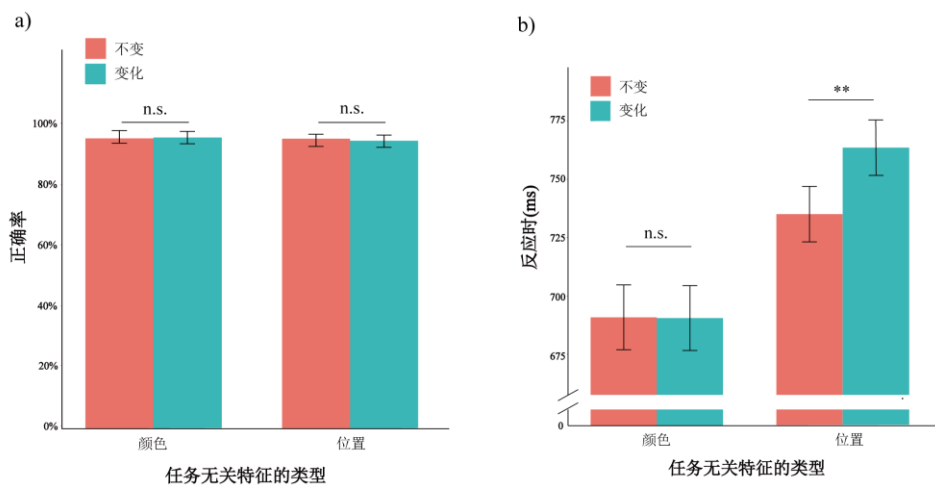 a)
不变
变化
n.s.
n.s.
100%
80%
60%
40%
20%
0%
正确率
颜色
位置
任务无关特征的类型
b)
不变
变化
**
n.s.
775
750
725
700
675
0
反应时(ms)
颜色
位置
任务无关特征的类型